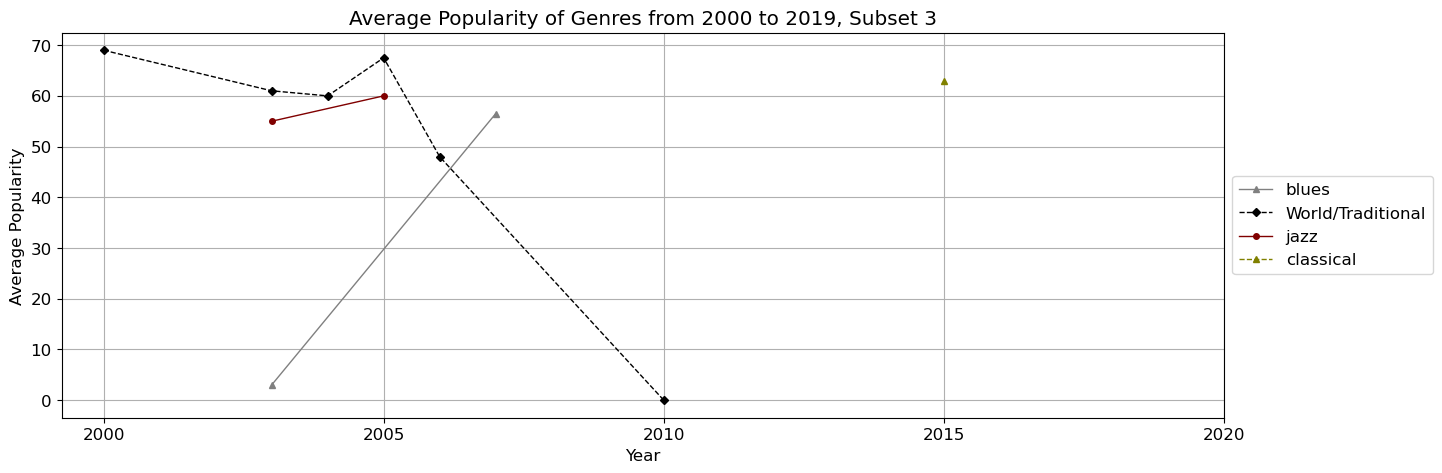 Average Popularity of Genres from 2000 to 2019, Subset 3
Average Popularity
70
60
50
40
30
20
10
0
2000
2005
2010
2015
2020
Year
blues
World/Traditional
jazz
classical